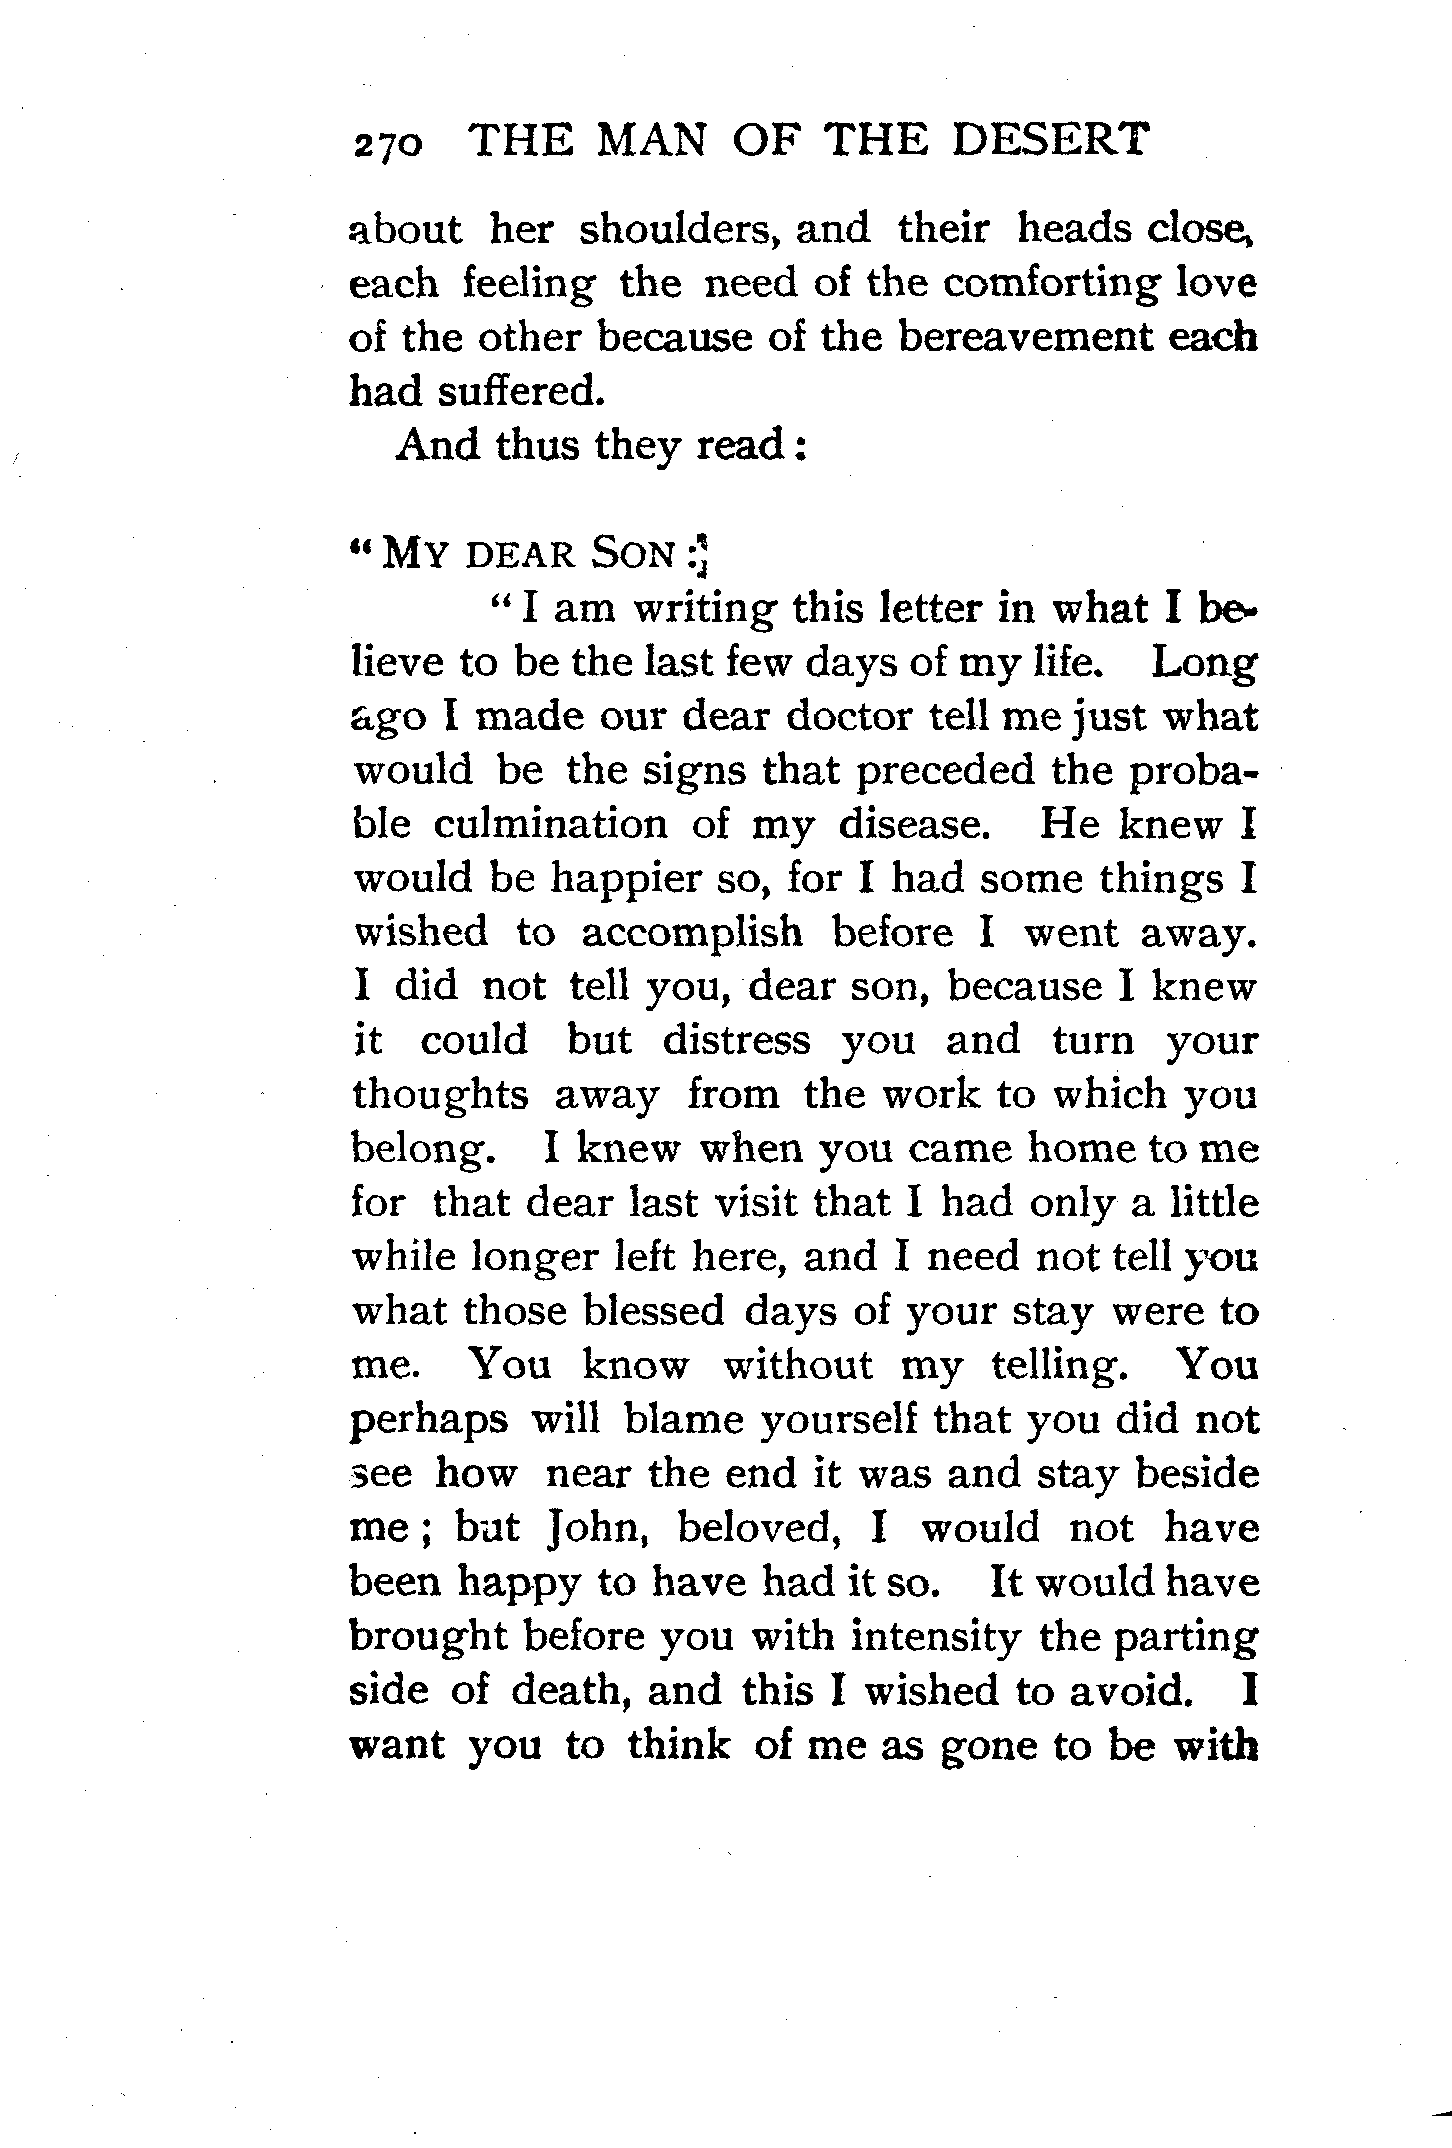 270 THE MAN OF THE DESERT
about her shoulders, and their heads close,
each feeling the need of the comforting love
of the other because of the bereavement each
had suffered.
And thus they read :
“ MY DEAR SON :
“ I am writing this letter in what I be-
lieve to be the last few days of my life. Long
ago I made our dear doctor tell me just what
would be the signs that preceded the proba-
ble culmination of my disease. He knew I
would be happier so, for I had some things I
wished to accomplish before I went away.
I did not tell you, dear son, because I knew
it could but distress you and turn your
thoughts away from the work to which you
belong. I knew when you came home to me
for that dear last visit that I had only a little
while longer left here, and I need not tell you
what those blessed days of your stay were to
me. You know without my telling. You
perhaps will blame yourself that you did not
see how near the end it was and stay beside
me ; but John, beloved, I would not have
been happy to have had it so. It would have
brought before you with intensity the parting
side of death, and this I wished to avoid. I
want you to think of me as gone to be with